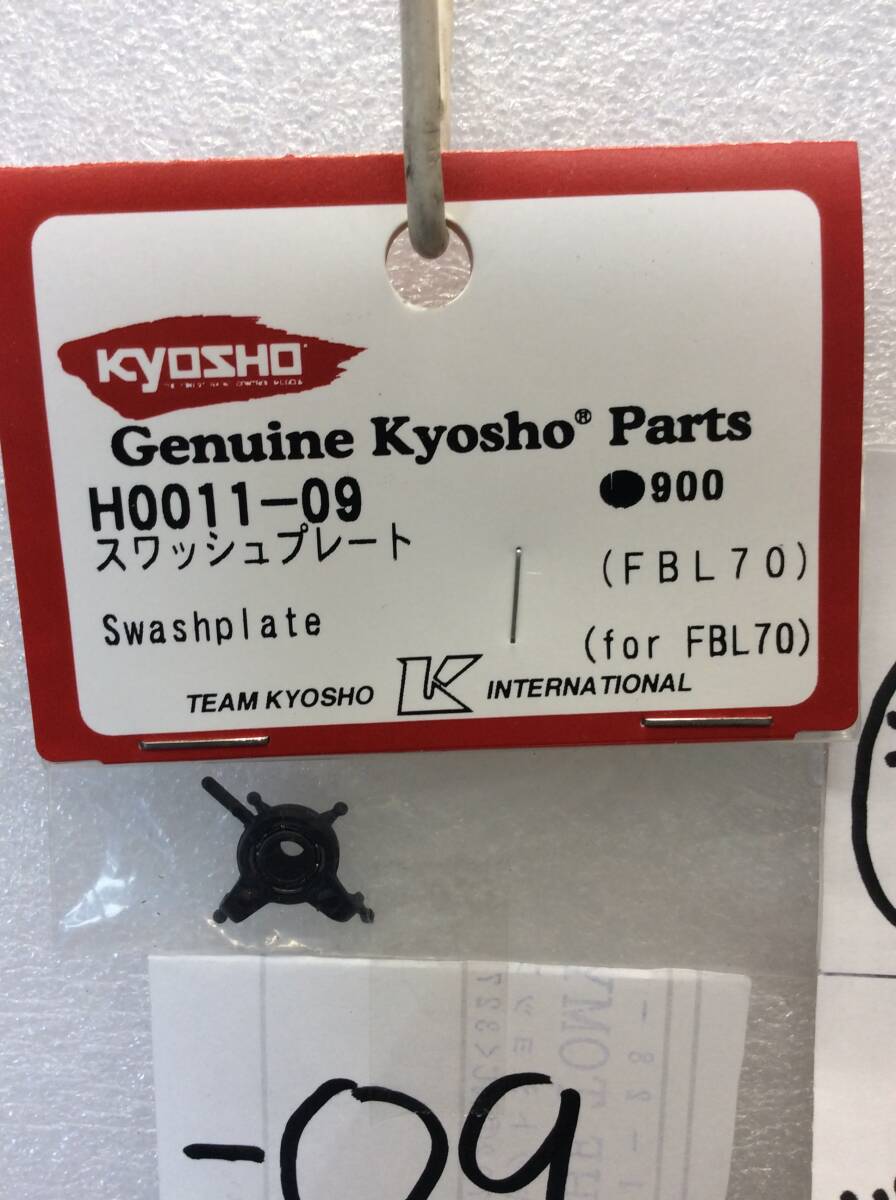 KYOSHO
Genuine Kyosho® Parts
H0011-09 ●900
スワッシュプレート (FBL70)
Swashplate (for FBL70)
TEAM KYOSHO K INTERNATIONAL
-09